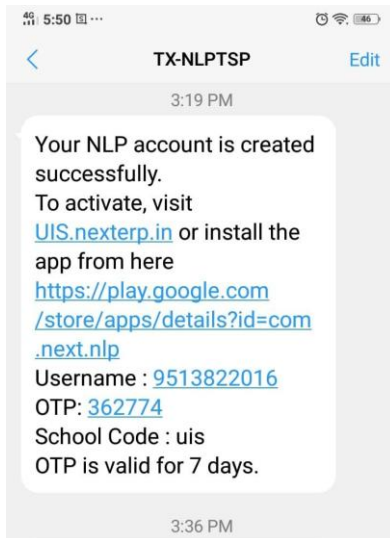 4G 5:50
46
TX-NLPTSP
Edit
3:19 PM
Your NLP account is created
successfully.
To activate, visit
UIS.nexterp.in or install the
app from here
https://play.google.com
/store/apps/details?id=com
.next.nlp
Username : 9513822016
OTP: 362774
School Code : uis
OTP is valid for 7 days.
3:36 PM